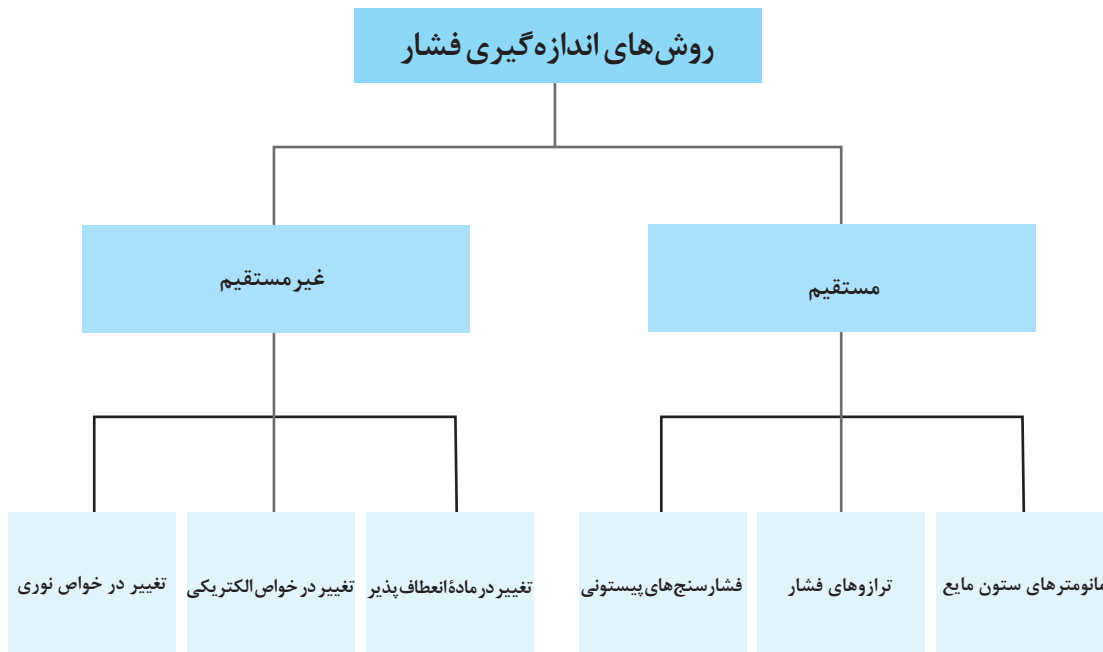 روش‌های اندازه‌گیری فشار
مستقیم
غیر مستقیم
مانومترهای ستون مایع
ترازوهای فشار
فشارسنج‌های پیستونی
تغییر در مادۀ انعطاف‌پذیر
تغییر در خواص الکتریکی
تغییر در خواص نوری